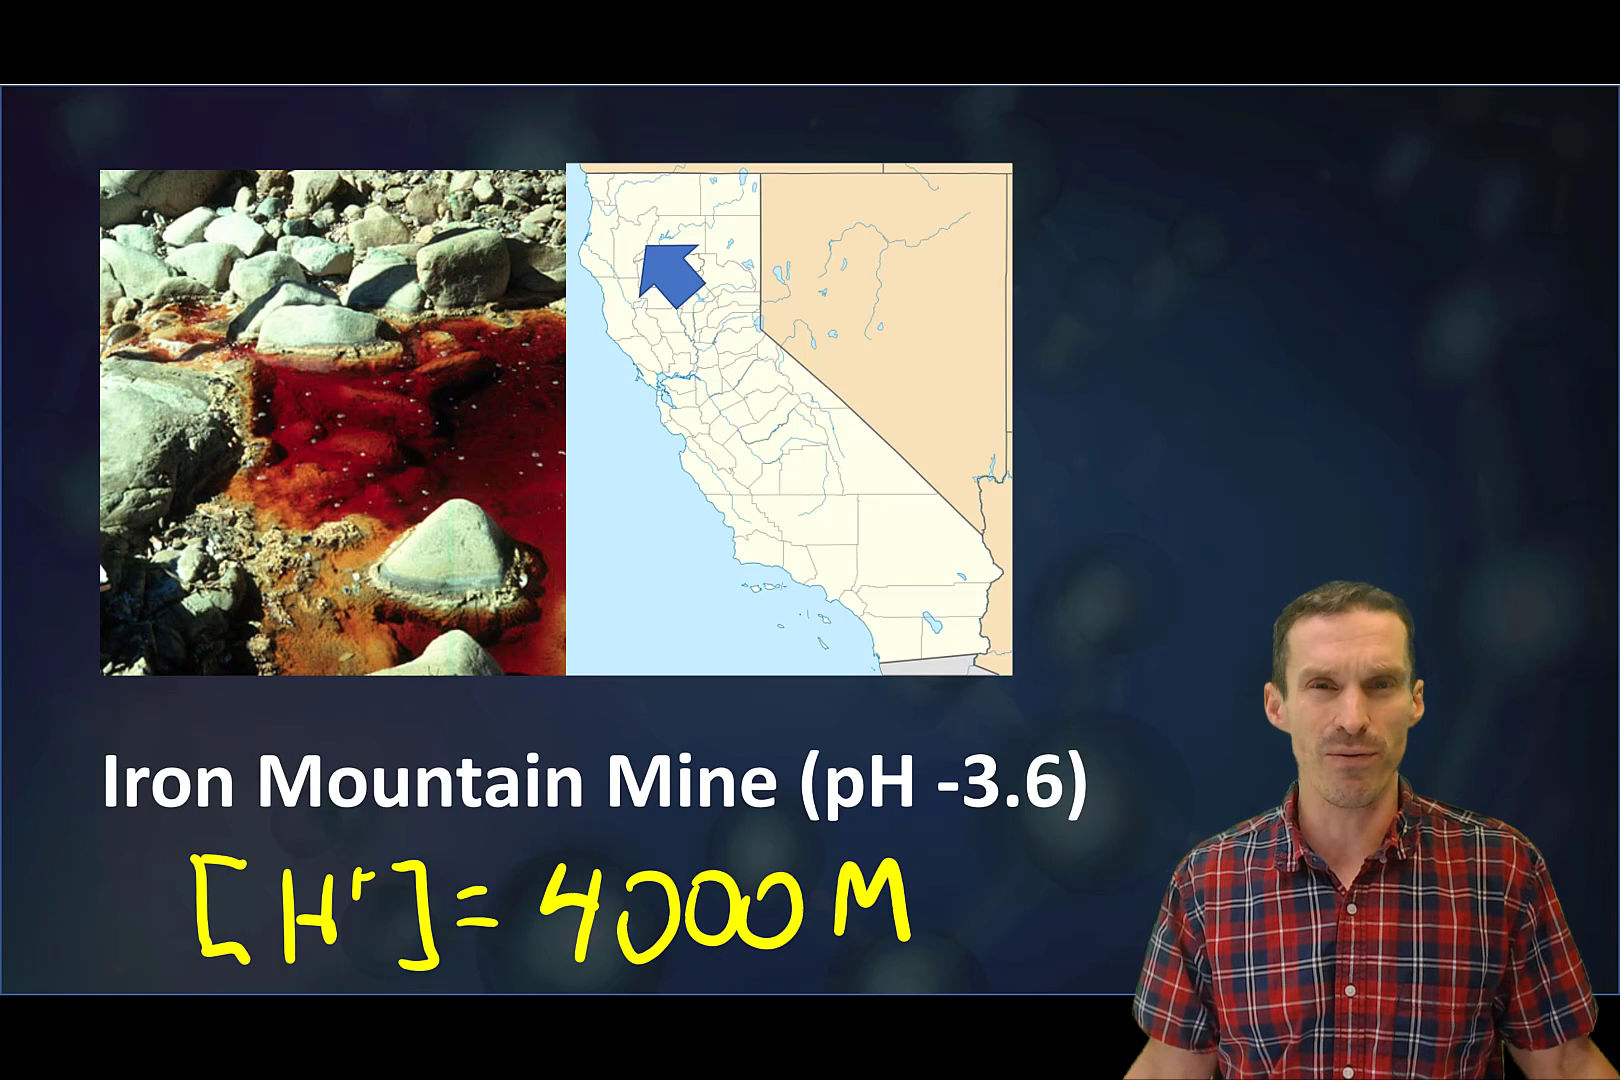 Iron Mountain Mine (pH -3.6)
[H⁺] = 4000 M